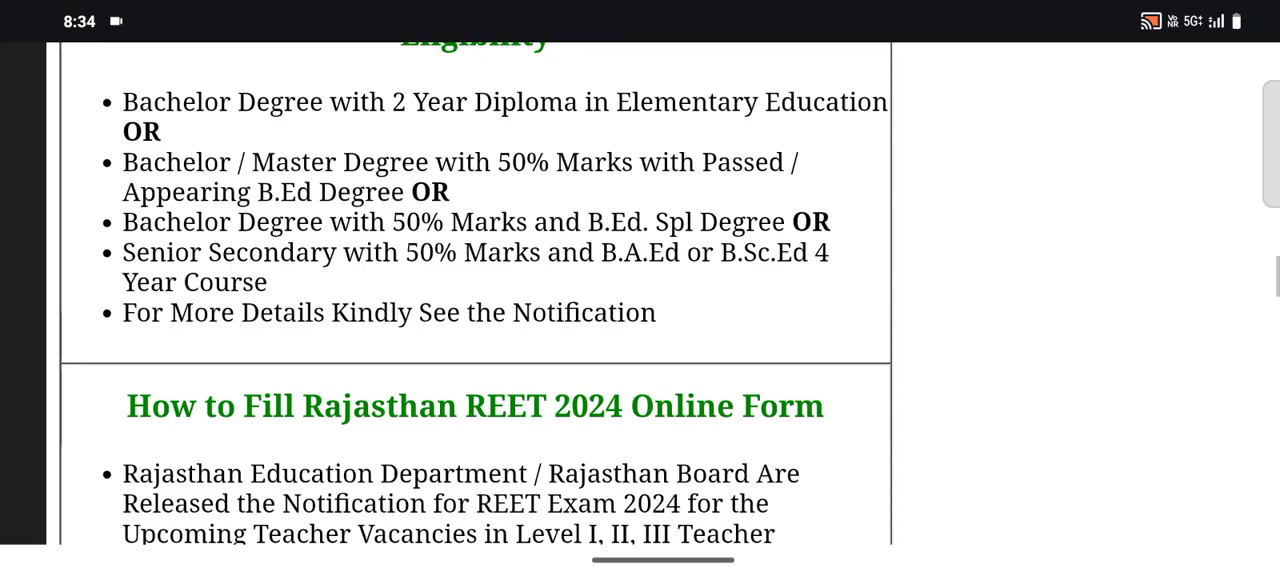 8:34
Vo NR 5G+
Eligibility
• Bachelor Degree with 2 Year Diploma in Elementary Education
OR
• Bachelor / Master Degree with 50% Marks with Passed /
Appearing B.Ed Degree OR
• Bachelor Degree with 50% Marks and B.Ed. Spl Degree OR
• Senior Secondary with 50% Marks and B.A.Ed or B.Sc.Ed 4
Year Course
• For More Details Kindly See the Notification
How to Fill Rajasthan REET 2024 Online Form
• Rajasthan Education Department / Rajasthan Board Are
Released the Notification for REET Exam 2024 for the
Upcoming Teacher Vacancies in Level I, II, III Teacher